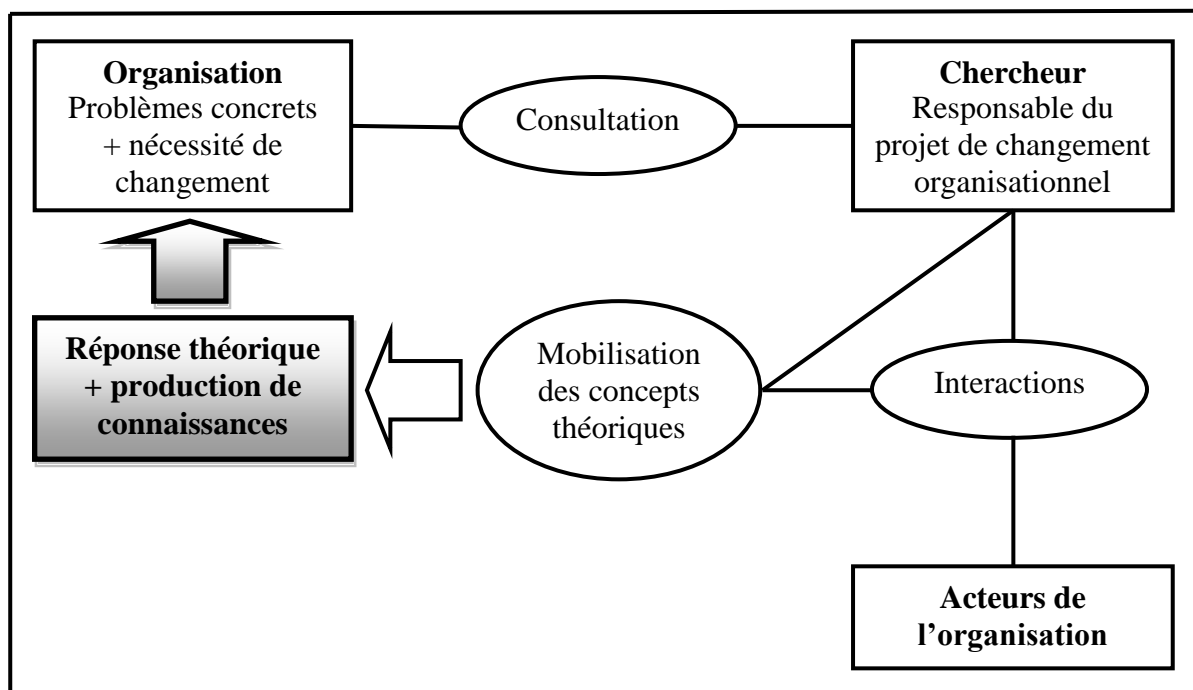 Organisation
Problèmes concrets
+ nécessité de
changement
Consultation
Chercheur
Responsable du
projet de changement
organisationnel
Réponse théorique
+ production de
connaissances
Mobilisation
des concepts
théoriques
Interactions
Acteurs de
l’organisation